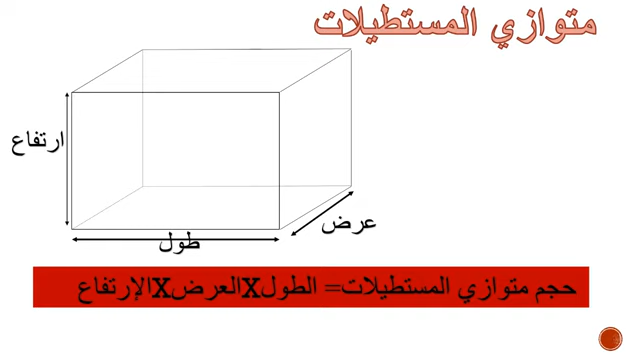 متوازي المستطيلات
ارتفاع
عرض
طول
حجم متوازي المستطيلات= الطولXالعرضXالإرتفاع